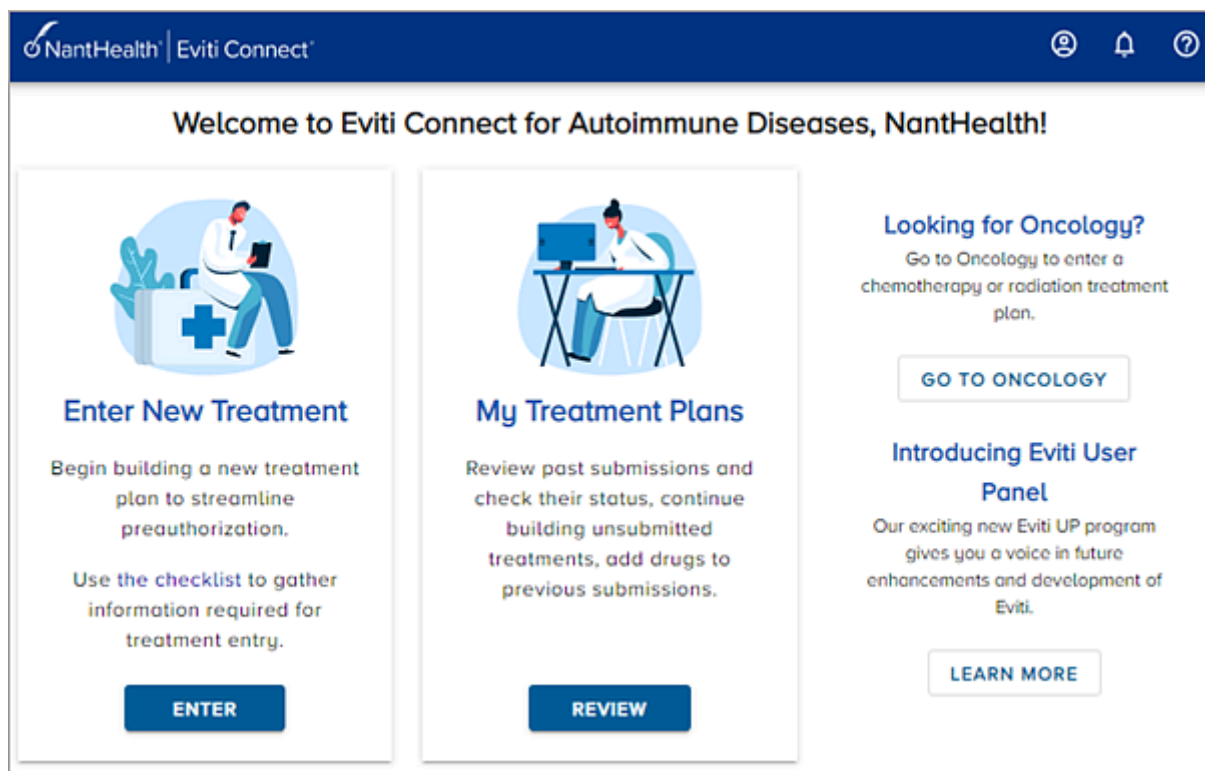 NantHealth® | Eviti Connect®
Welcome to Eviti Connect for Autoimmune Diseases, NantHealth!
Enter New Treatment
Begin building a new treatment
plan to streamline
preauthorization.
Use the checklist to gather
information required for
treatment entry.
ENTER
My Treatment Plans
Review past submissions and
check their status, continue
building unsubmitted
treatments, add drugs to
previous submissions.
REVIEW
Looking for Oncology?
Go to Oncology to enter a
chemotherapy or radiation treatment
plan.
GO TO ONCOLOGY
Introducing Eviti User
Panel
Our exciting new Eviti UP program
gives you a voice in future
enhancements and development of
Eviti.
LEARN MORE